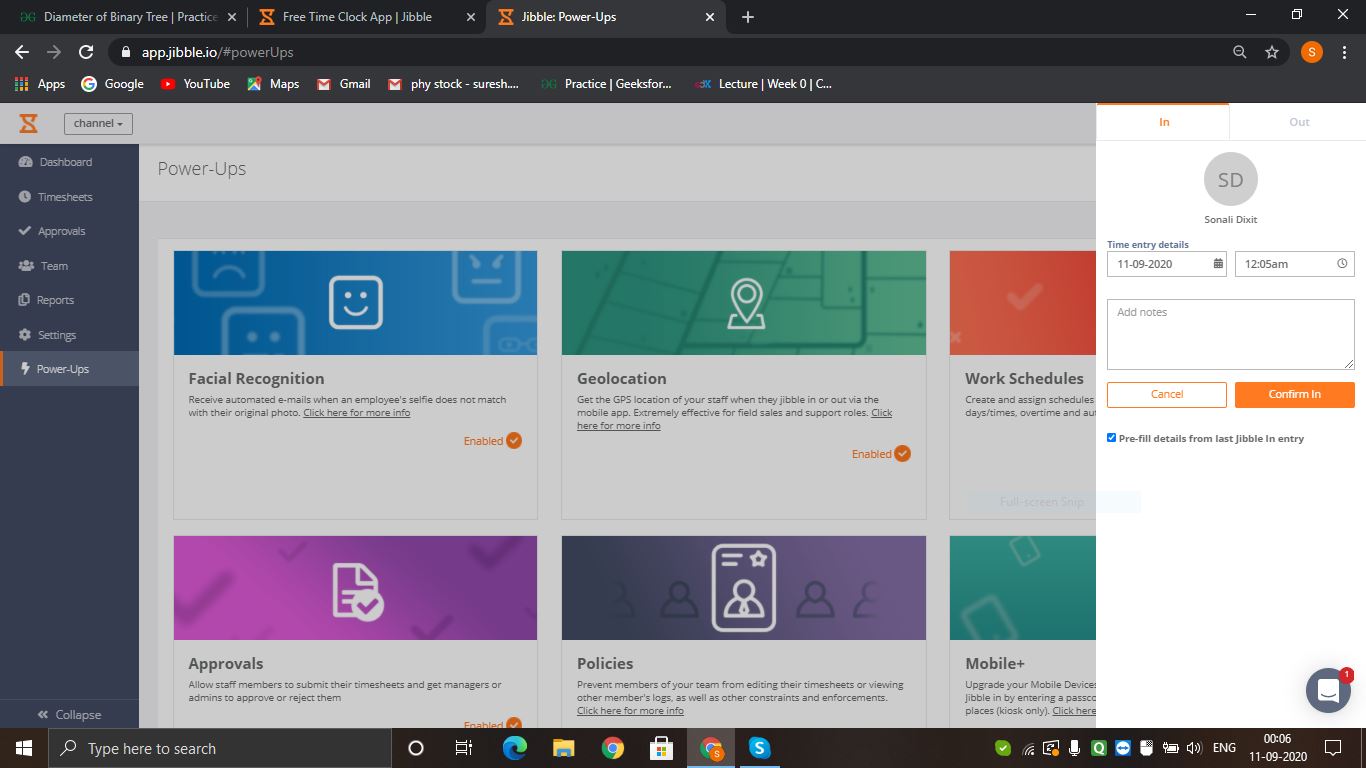 Diameter of Binary Tree | Practice
Free Time Clock App | Jibble
Jibble: Power-Ups
app.jibble.io/#powerUps
S
Apps
Google
YouTube
Maps
Gmail
phy stock - suresh....
Practice | Geeksfor...
Lecture | Week 0 | C...
channel
Dashboard
Timesheets
Approvals
Team
Reports
Settings
Power-Ups
Collapse
Power-Ups
Facial Recognition
Receive automated e-mails when an employee's selfie does not match
with their original photo. Click here for more info
Enabled
Geolocation
Get the GPS location of your staff when they jibble in or out via the
mobile app. Extremely effective for field sales and support roles. Click
here for more info
Enabled
Work Schedules
Create and assign schedules
days/times, overtime and
Full-screen Snip
Approvals
Allow staff members to submit their timesheets and get managers or
admins to approve or reject them
Enabled
Policies
Prevent members of your team from editing their timesheets or viewing
other member's logs, as well as other constraints and enforcements.
Click here for more info
Mobile+
Upgrade your Mobile Devices
jibble in by entering a
places (kiosk only). Click here
In
Out
SD
Sonali Dixit
Time entry details
11-09-2020
12:05am
Add notes
Cancel
Confirm In
Pre-fill details from last Jibble In entry
1
Type here to search
S
ENG
00:06
11-09-2020